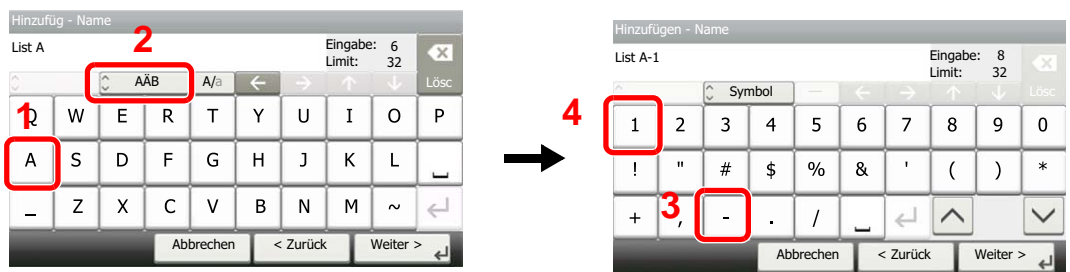 Hinzufüg - Name
2
List A
Eingabe: 6
Limit: 32
AÄB A/a ← → ↑ ↓ Lösc
1
Q W E R T Y U I O P
A S D F G H J K L
_ Z X C V B N M ~
Abbrechen < Zurück Weiter >
Hinzufügen - Name
List A-1
Eingabe: 8
Limit: 32
Symbol — ← → ↑ ↓ Lösc
4
1 2 3 4 5 6 7 8 9 0
! " # $ % & ' ( ) *
3
+ , - . /
Abbrechen < Zurück Weiter >